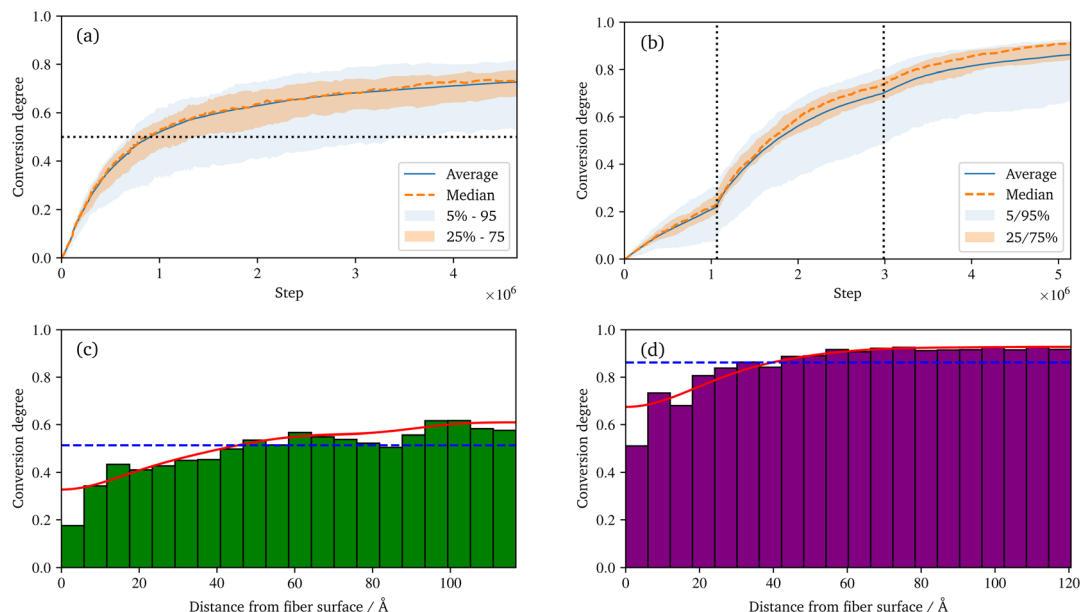 (a)
Conversion degree
1.0
0.8
0.6
0.4
0.2
0.0
Average
Median
5% - 95
25% - 75
0 1 2 3 4
Step
×10⁶
(b)
Conversion degree
1.0
0.8
0.6
0.4
0.2
0.0
Average
Median
5/95%
25/75%
0 1 2 3 4 5
Step
×10⁶
(c)
Conversion degree
1.0
0.8
0.6
0.4
0.2
0.0
0 20 40 60 80 100
Distance from fiber surface / Å
(d)
Conversion degree
1.0
0.8
0.6
0.4
0.2
0.0
0 20 40 60 80 100 120
Distance from fiber surface / Å